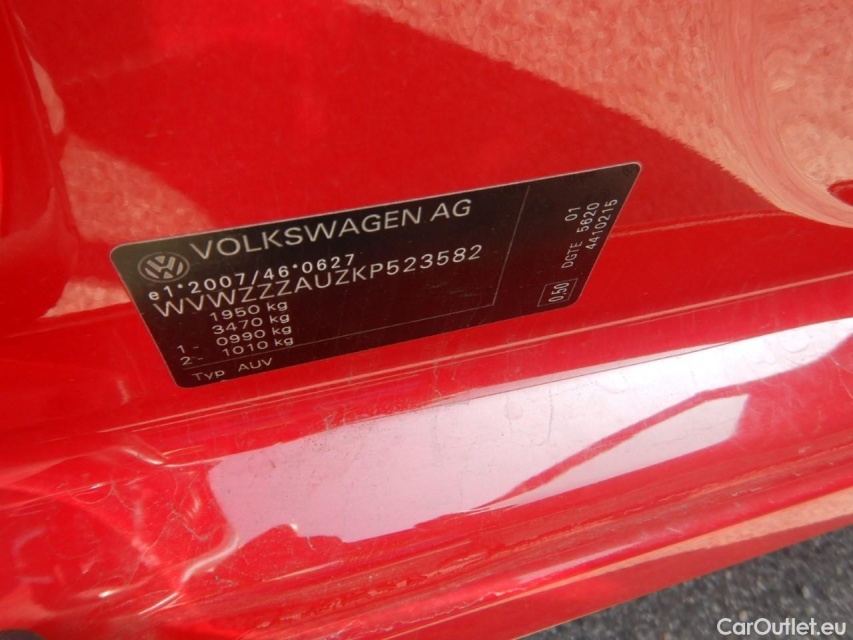 VOLKSWAGEN AG
e1*2007/46*0627
WVWZZZAUZKP523582
1950 kg
3470 kg
1 - 0990 kg
2 - 1010 kg
Typ AUV
01
DGTE 5620
4410215
0.50
CarOutlet.eu